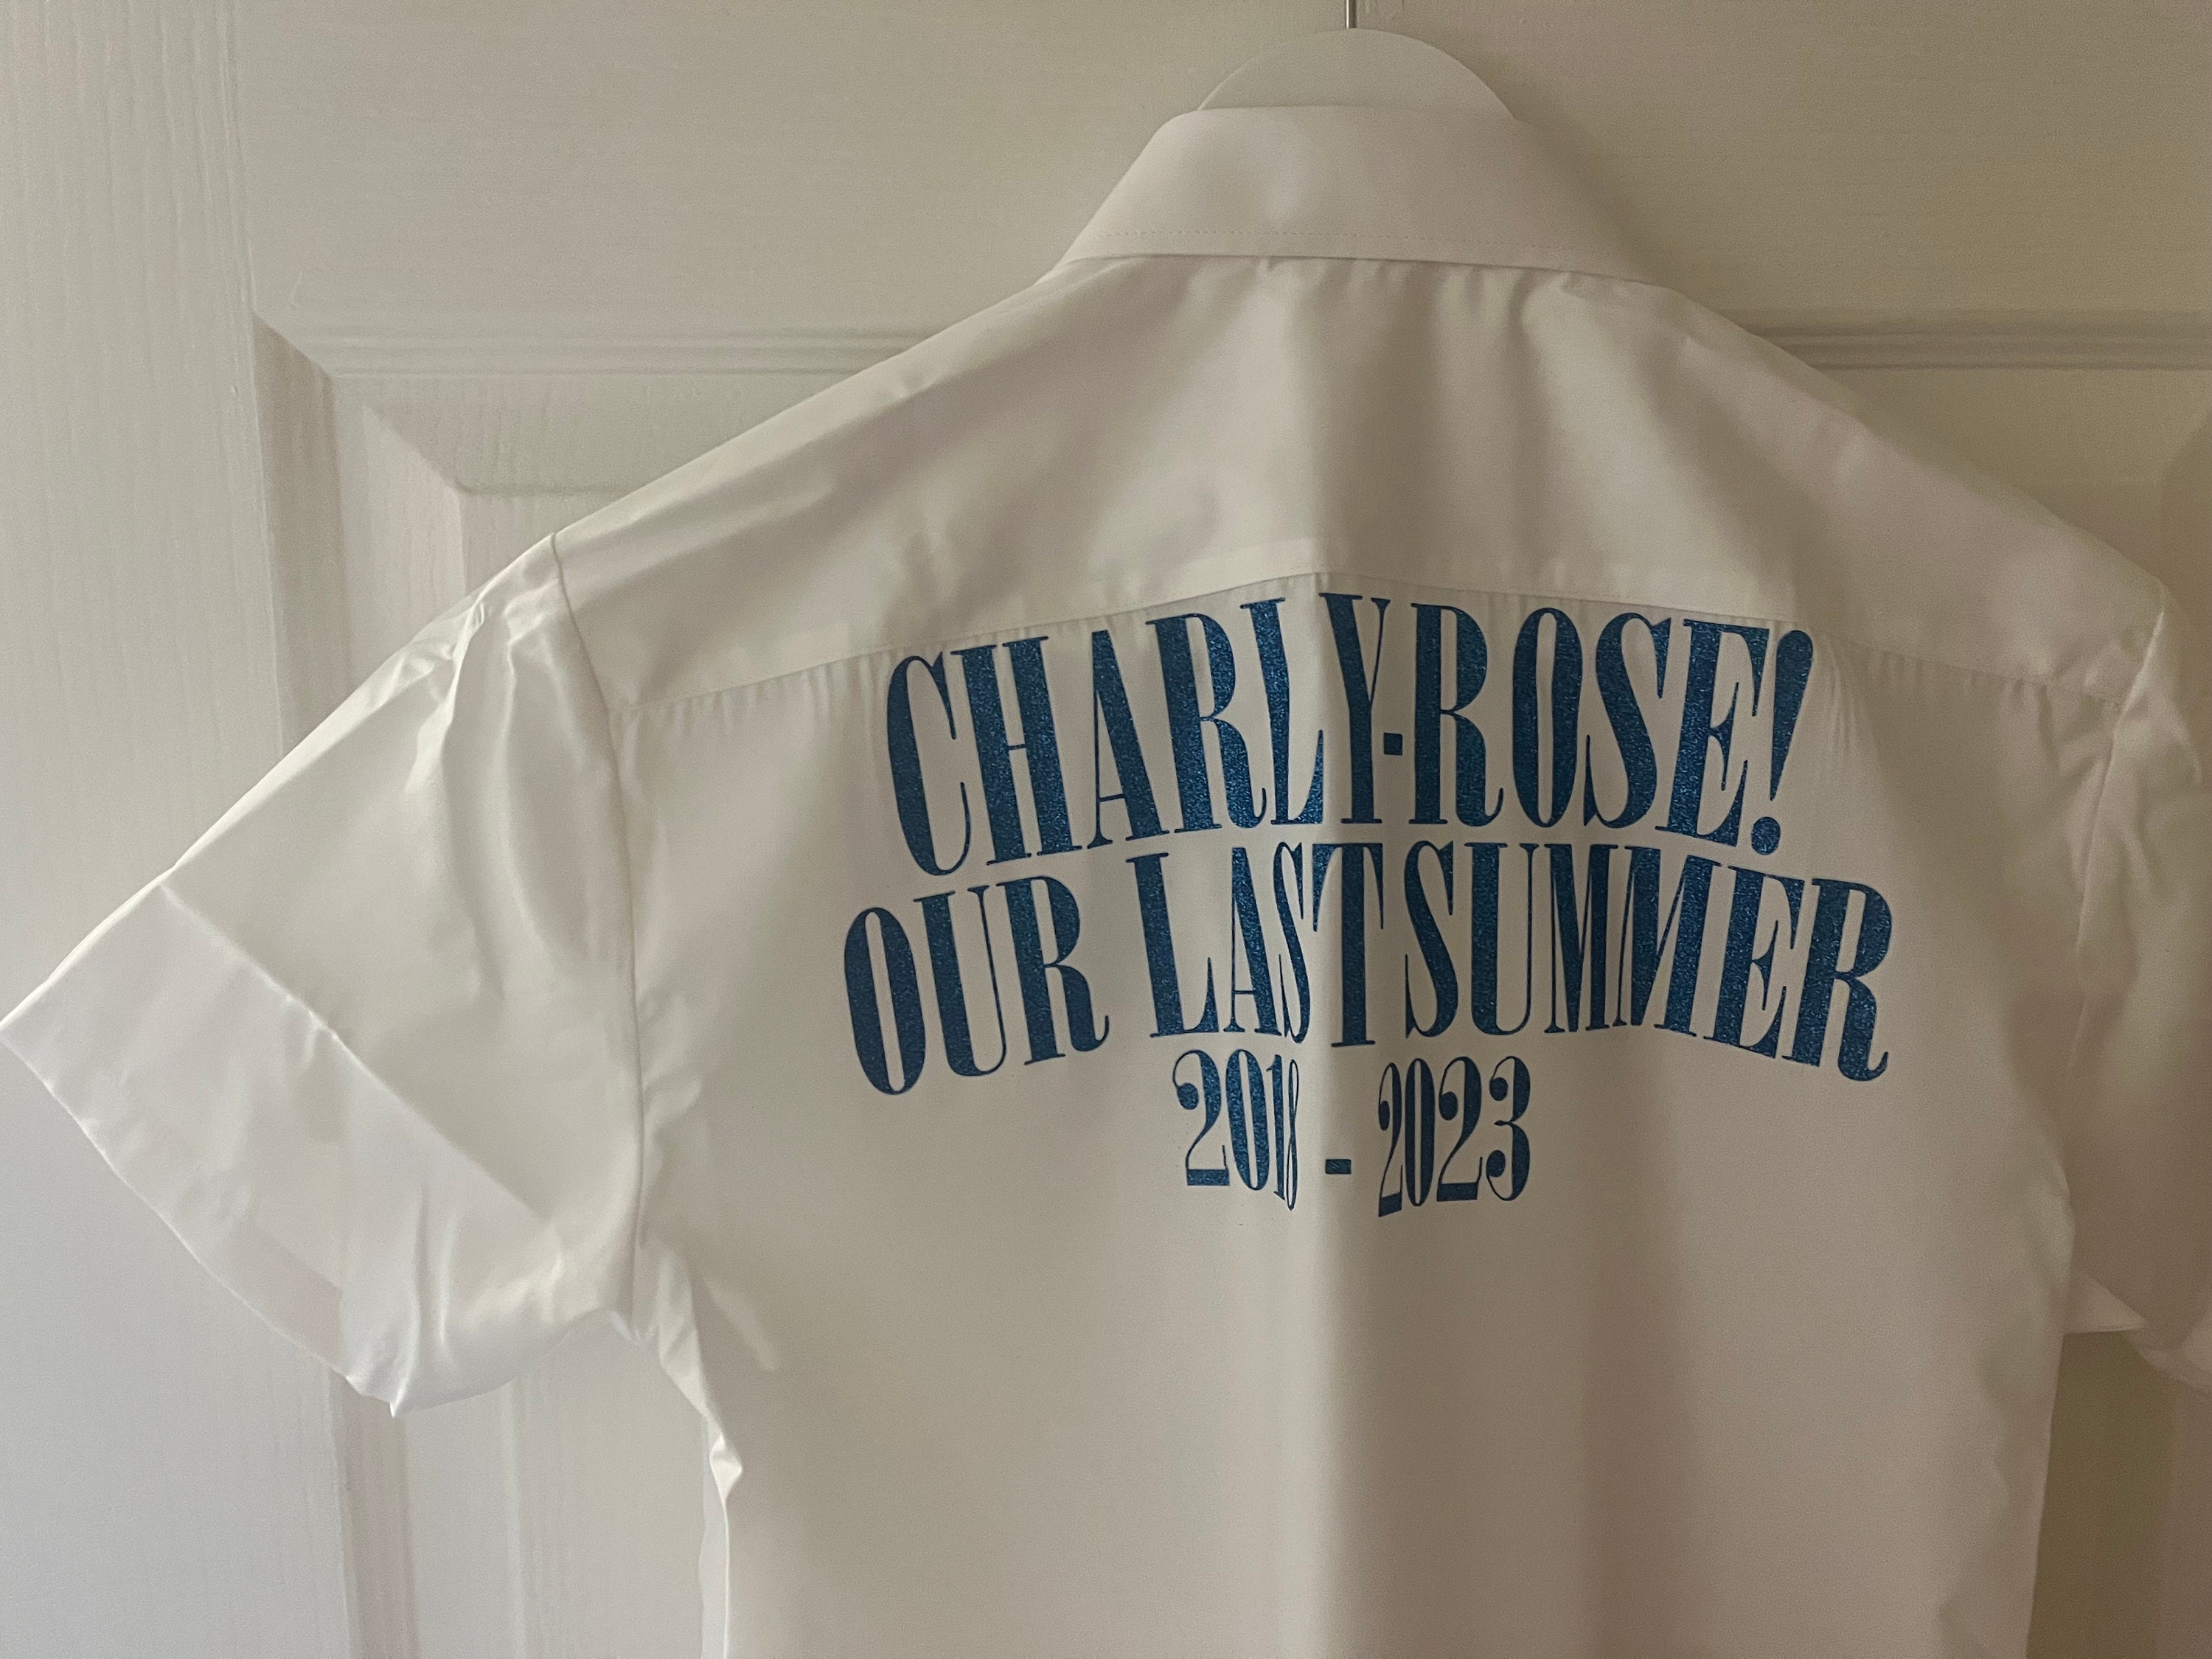 CHARLY-ROSE!
OUR LAST SUMMER
2018 - 2023